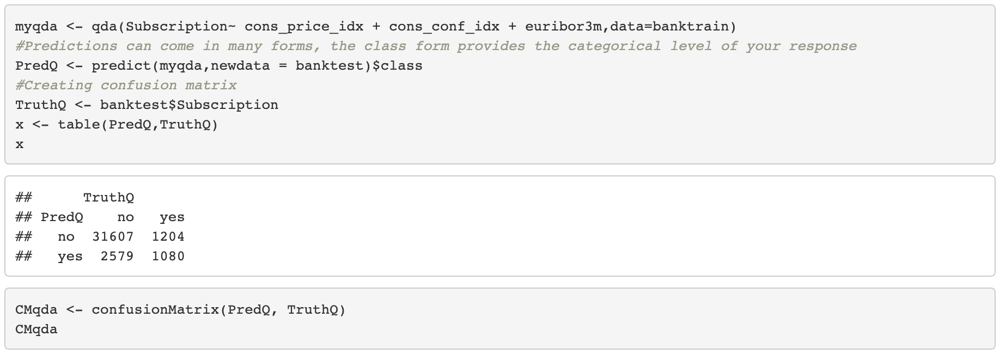 myqda <- qda(Subscription~ cons_price_idx + cons_conf_idx + euribor3m,data=banktrain)
#Predictions can come in many forms, the class form provides the categorical level of your response
PredQ <- predict(myqda,newdata = banktest)$class
#Creating confusion matrix
TruthQ <- banktest$Subscription
x <- table(PredQ,TruthQ)
x
##      TruthQ
## PredQ    no   yes
##   no  31607  1204
##   yes  2579  1080
CMqda <- confusionMatrix(PredQ, TruthQ)
CMqda